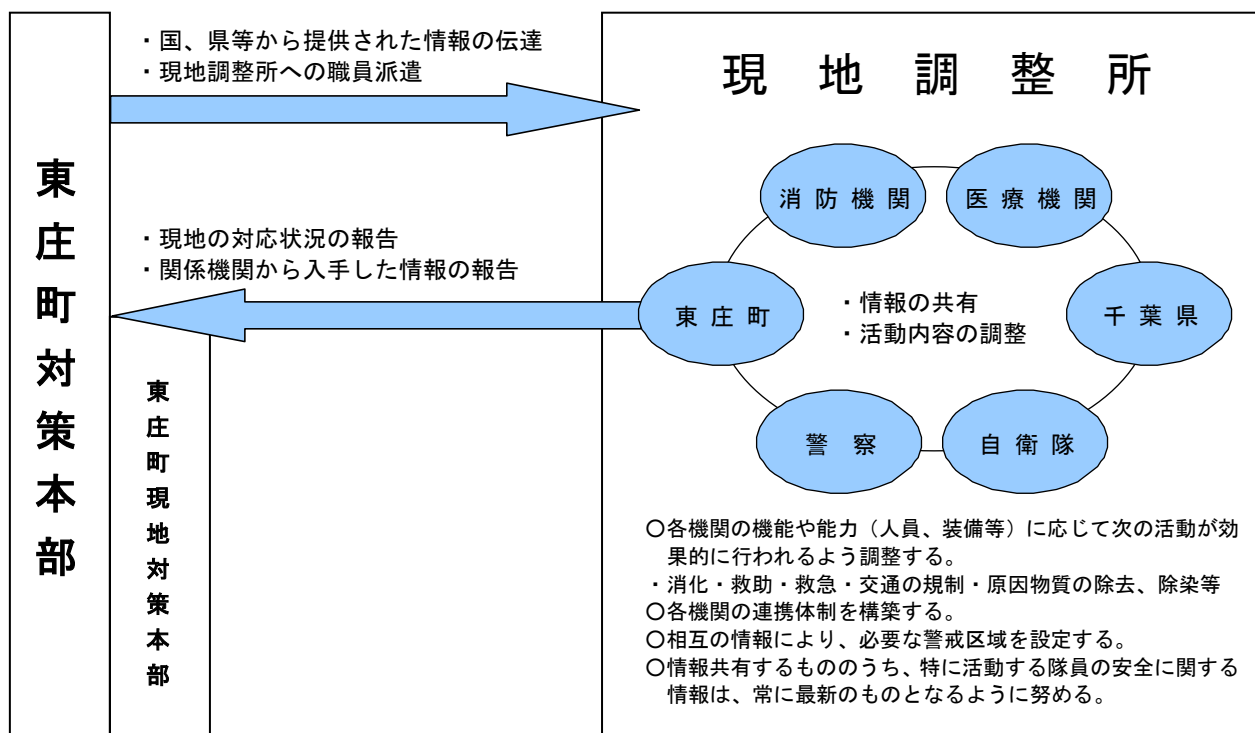 ・国、県等から提供された情報の伝達
・現地調整所への職員派遣
東庄町対策本部
・現地の対応状況の報告
・関係機関から入手した情報の報告
東庄町現地対策本部
現地調整所
消防機関
医療機関
東庄町
・情報の共有
・活動内容の調整
千葉県
警察
自衛隊
〇各機関の機能や能力（人員、装備等）に応じて次の活動が効
果的に行われるよう調整する。
・消化・救助・救急・交通の規制・原因物質の除去、除染等
〇各機関の連携体制を構築する。
〇相互の情報により、必要な警戒区域を設定する。
〇情報共有するもののうち、特に活動する隊員の安全に関する
情報は、常に最新のものとなるように努める。